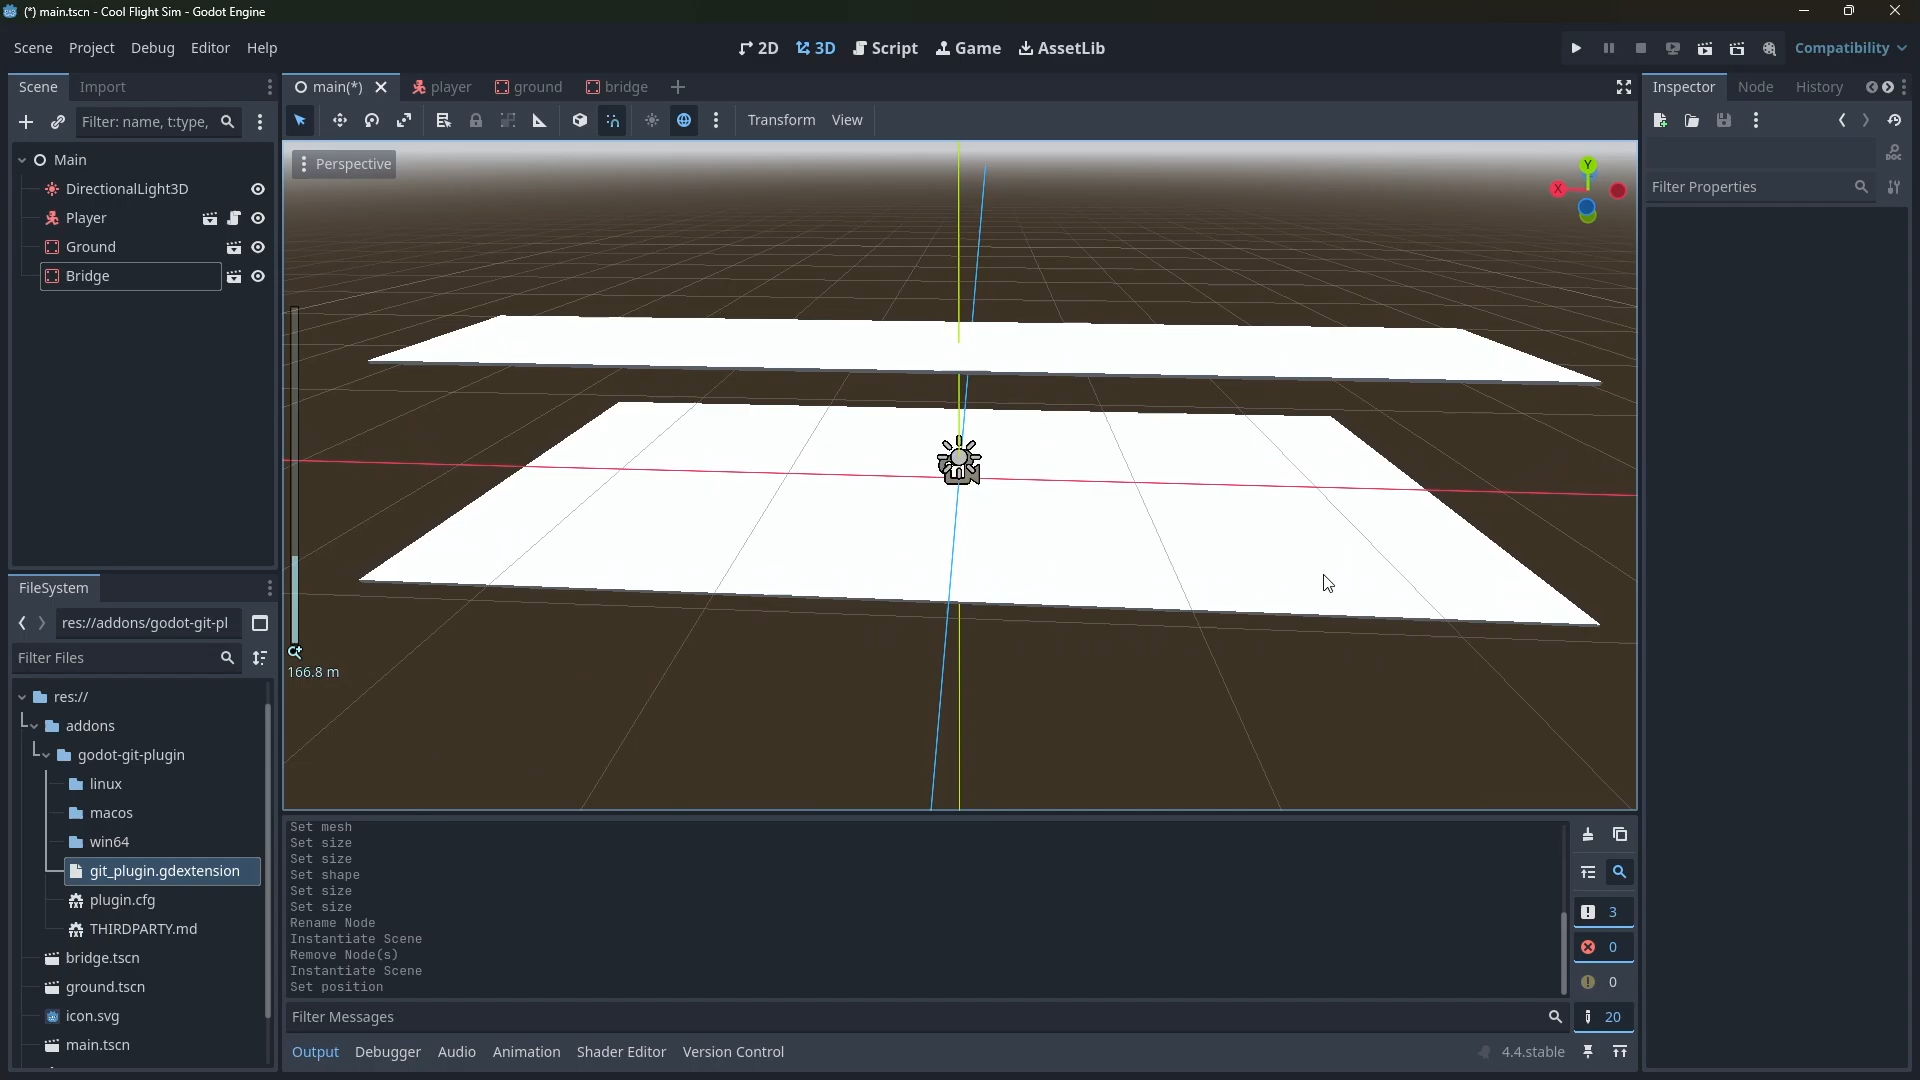 (*) main.tscn - Cool Flight Sim - Godot Engine
Scene Project Debug Editor Help
2D 3D Script Game AssetLib
Compatibility
Scene Import
main(*) player ground bridge
Inspector Node History
Filter: name, t:type,
Transform View
Main
DirectionalLight3D
Player
Ground
Bridge
Perspective
Y
X
Filter Properties
166.8 m
FileSystem
res://addons/godot-git-pl
Filter Files
res://
addons
godot-git-plugin
linux
macos
win64
git_plugin.gdextension
plugin.cfg
THIRDPARTY.md
bridge.tscn
ground.tscn
icon.svg
main.tscn
Set mesh
Set size
Set size
Set shape
Set size
Set size
Rename Node
Instantiate Scene
Remove Node(s)
Instantiate Scene
Set position
3
0
0
20
Filter Messages
Output Debugger Audio Animation Shader Editor Version Control
4.4.stable